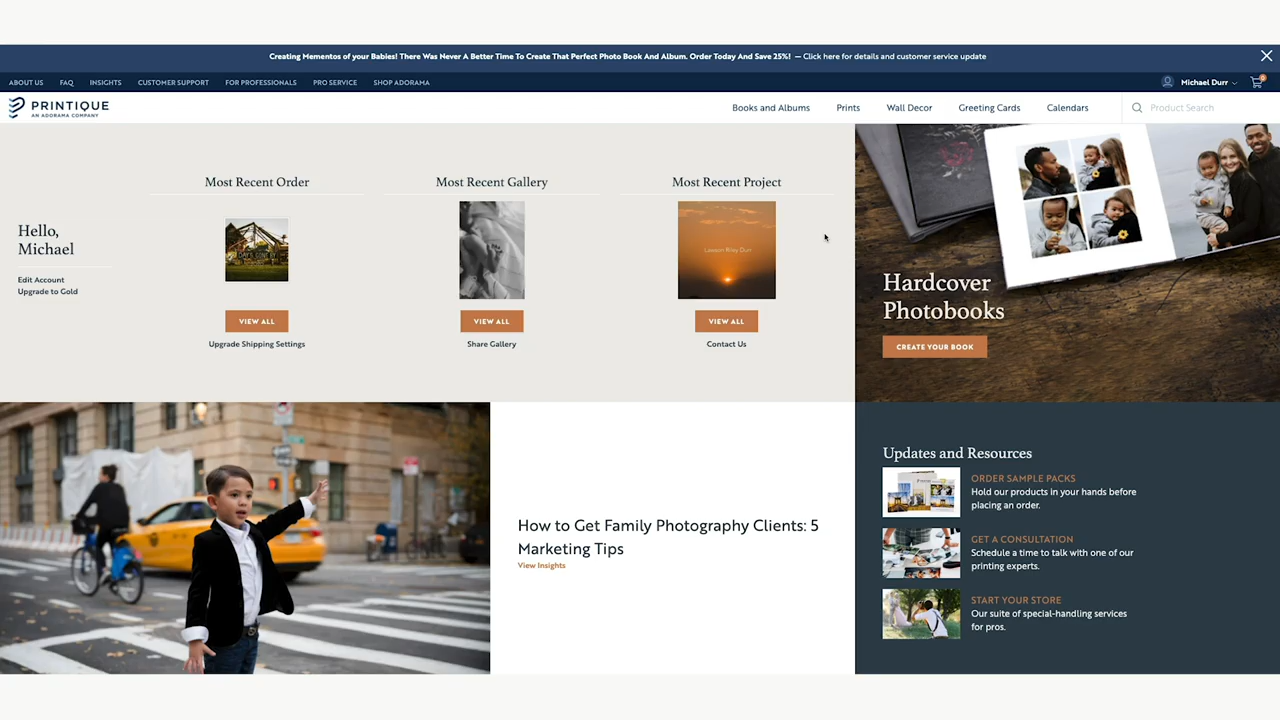 Creating Mementos of your Babies! There Was Never A Better Time To Create That Perfect Photo Book And Album. Order Today And Save 25%! — Click here for details and customer service update
ABOUT US FAQ INSIGHTS CUSTOMER SUPPORT FOR PROFESSIONALS PRO SERVICE SHOP ADORAMA
Michael Durr
0
PRINTIQUE
AN ADORAMA COMPANY
Books and Albums Prints Wall Decor Greeting Cards Calendars
Product Search
Hello,
Michael
Edit Account
Upgrade to Gold
Most Recent Order
VIEW ALL
Upgrade Shipping Settings
Most Recent Gallery
VIEW ALL
Share Gallery
Most Recent Project
Lawson Riley Durr
VIEW ALL
Contact Us
Hardcover
Photobooks
CREATE YOUR BOOK
How to Get Family Photography Clients: 5
Marketing Tips
View Insights
Updates and Resources
ORDER SAMPLE PACKS
Hold our products in your hands before
placing an order.
GET A CONSULTATION
Schedule a time to talk with one of our
printing experts.
START YOUR STORE
Our suite of special-handling services
for pros.